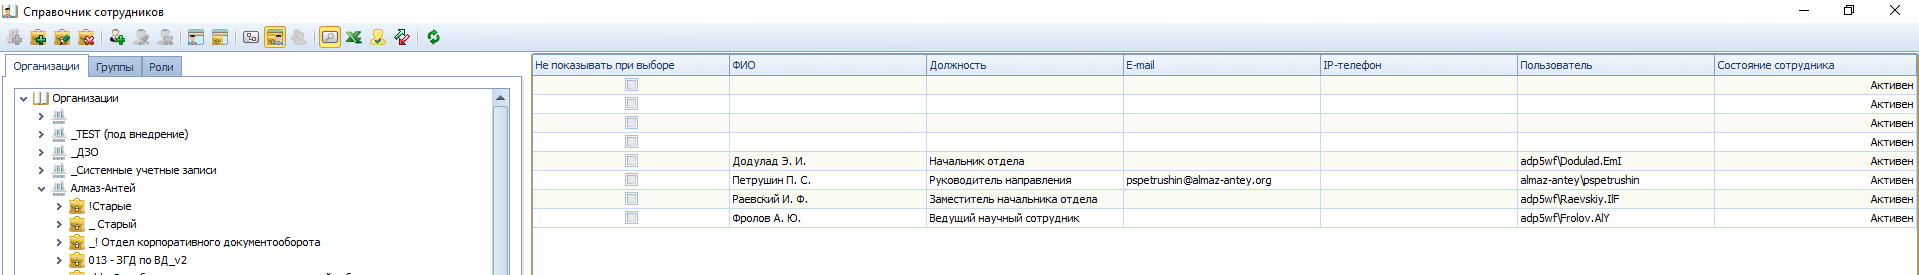 Справочник сотрудников
Организации Группы Роли
Организации
_TEST (под внедрение)
_ДЗО
_Системные учетные записи
Алмаз-Антей
!Старые
_ Старый
_! Отдел корпоративного документооборота
013 - ЗГД по ВД_v2
Не показывать при выборе ФИО Должность E-mail IP-телефон Пользователь Состояние сотрудника
Активен
Активен
Активен
Активен
Додулад Э. И. Начальник отдела adp5wf\Dodulad.EmI Активен
Петрушин П. С. Руководитель направления pspetrushin@almaz-antey.org almaz-antey\pspetrushin Активен
Раевский И. Ф. Заместитель начальника отдела adp5wf\Raevskiy.IlF Активен
Фролов А. Ю. Ведущий научный сотрудник adp5wf\Frolov.AlY Активен